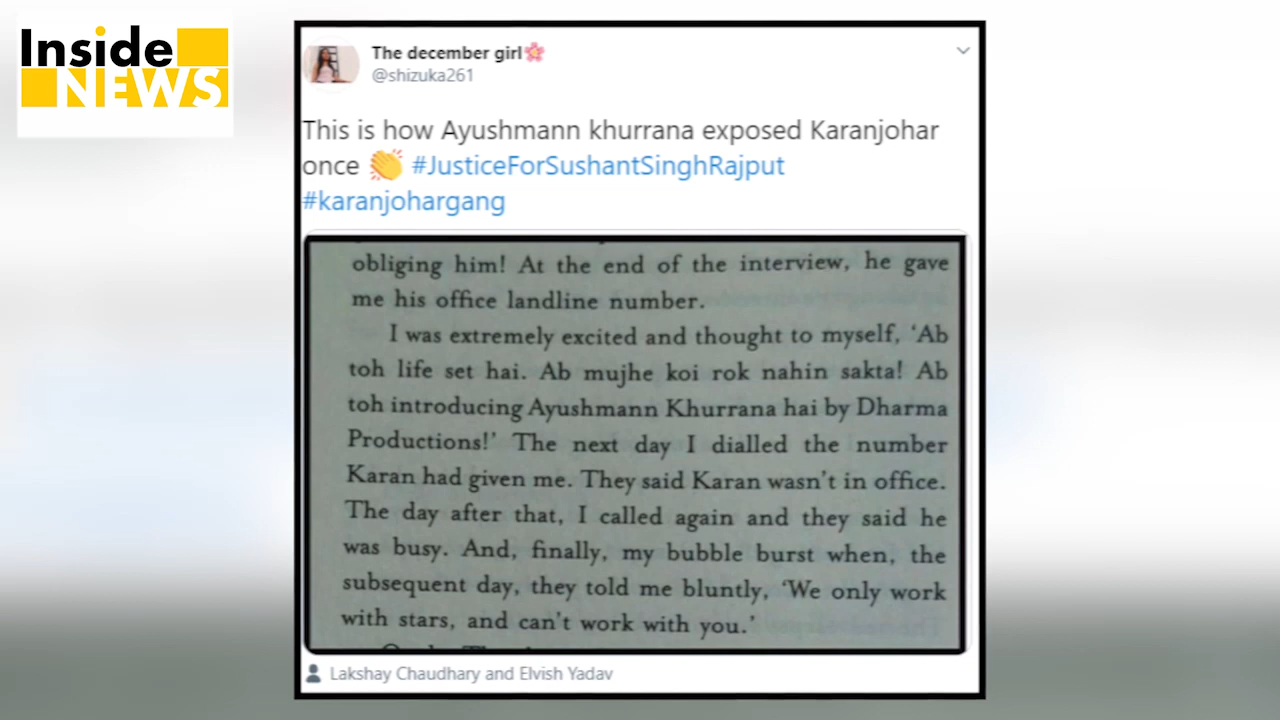 Inside
NEWS
The december girl🌸
@shizuka261
This is how Ayushmann khurrana exposed Karanjohar
once 👏 #JusticeForSushantSinghRajput
#karanjohargang
obliging him! At the end of the interview, he gave
me his office landline number.
I was extremely excited and thought to myself, ‘Ab
toh life set hai. Ab mujhe koi rok nahin sakta! Ab
toh introducing Ayushmann Khurrana hai by Dharma
Productions!’ The next day I dialled the number
Karan had given me. They said Karan wasn’t in office.
The day after that, I called again and they said he
was busy. And, finally, my bubble burst when, the
subsequent day, they told me bluntly, ‘We only work
with stars, and can’t work with you.’
Lakshay Chaudhary and Elvish Yadav